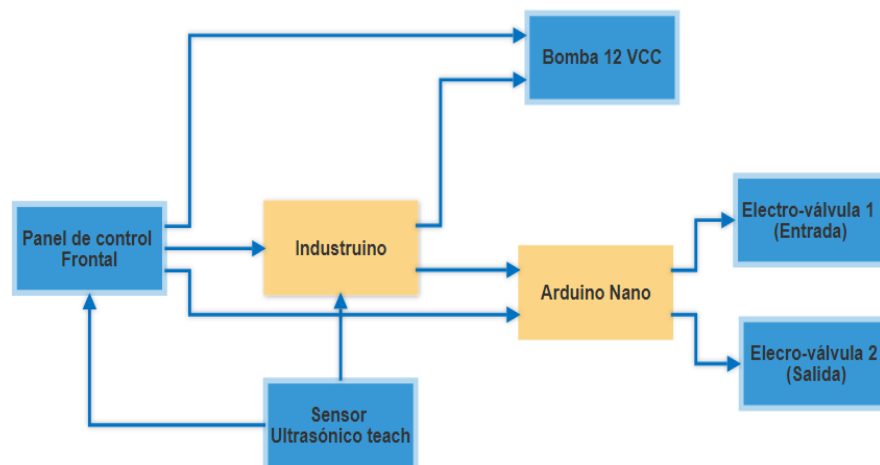 Bomba 12 VCC
Electro-válvula 1
(Entrada)
Panel de control
Frontal
Industruino
Arduino Nano
Elecro-válvula 2
(Salida)
Sensor
Ultrasónico teach